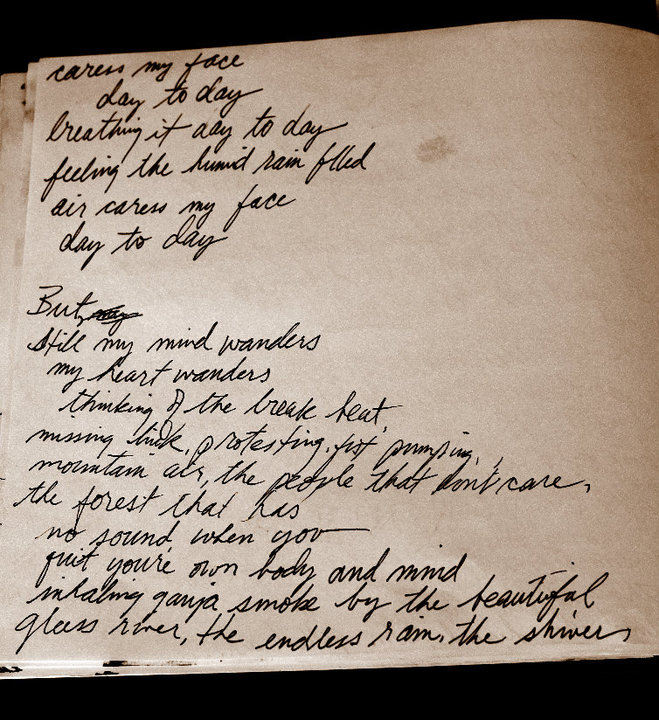 caress my face
day to day
breathing it day to day
feeling the humid rain filled
air caress my face
day to day
But,
still my mind wanders
my heart wanders
thinking of the break beat,
missing link, protesting, fist pumping,
mountain air, the people that don't care,
the forest that has
no sound when you
quit you're own body and mind
inhaling ganja smoke by the beautiful
glass river, the endless rain, the shiver,